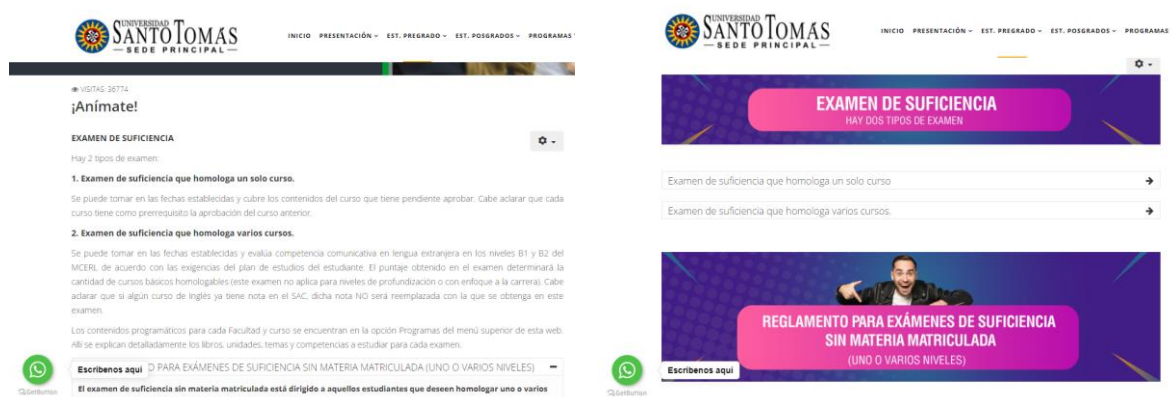 UNIVERSIDAD
SANTO TOMÁS
SEDE PRINCIPAL
INICIO PRESENTACIÓN EST. PREGRADO EST. POSGRADOS PROGRAMAS
VISITAS: 36774
¡Anímate!
EXAMEN DE SUFICIENCIA
Hay 2 tipos de examen:
1. Examen de suficiencia que homologa un solo curso.
Se puede tomar en las fechas establecidas y cubre los contenidos del curso que tiene pendiente aprobar. Cabe aclarar que cada
curso tiene como prerrequisito la aprobación del curso anterior.
2. Examen de suficiencia que homologa varios cursos.
Se puede tomar en las fechas establecidas y evalúa competencia comunicativa en lengua extranjera en los niveles B1 y B2 del
MCERL de acuerdo con las exigencias del plan de estudios del estudiante. El puntaje obtenido en el examen determinará la
cantidad de cursos básicos homologables (este examen no aplica para niveles de profundización o con enfoque a la carrera). Cabe
aclarar que si algún curso de Inglés ya tiene nota en el SAC, dicha nota NO será reemplazada con la que se obtenga en este
examen.
Los contenidos programáticos para cada Facultad y curso se encuentran en la opción Programas del menú superior de esta web.
Allí se explican detalladamente los libros, unidades, temas y competencias a estudiar para cada examen.
Escríbenos aquí
O PARA EXÁMENES DE SUFICIENCIA SIN MATERIA MATRICULADA (UNO O VARIOS NIVELES)
El examen de suficiencia sin materia matriculada está dirigido a aquellos estudiantes que deseen homologar uno o varios
GetButton
UNIVERSIDAD
SANTO TOMÁS
SEDE PRINCIPAL
INICIO PRESENTACIÓN EST. PREGRADO EST. POSGRADOS PROGRAMAS
EXAMEN DE SUFICIENCIA
HAY DOS TIPOS DE EXAMEN
Examen de suficiencia que homologa un solo curso
Examen de suficiencia que homologa varios cursos.
REGLAMENTO PARA EXÁMENES DE SUFICIENCIA
SIN MATERIA MATRICULADA
(UNO O VARIOS NIVELES)
Escríbenos aquí
GetButton